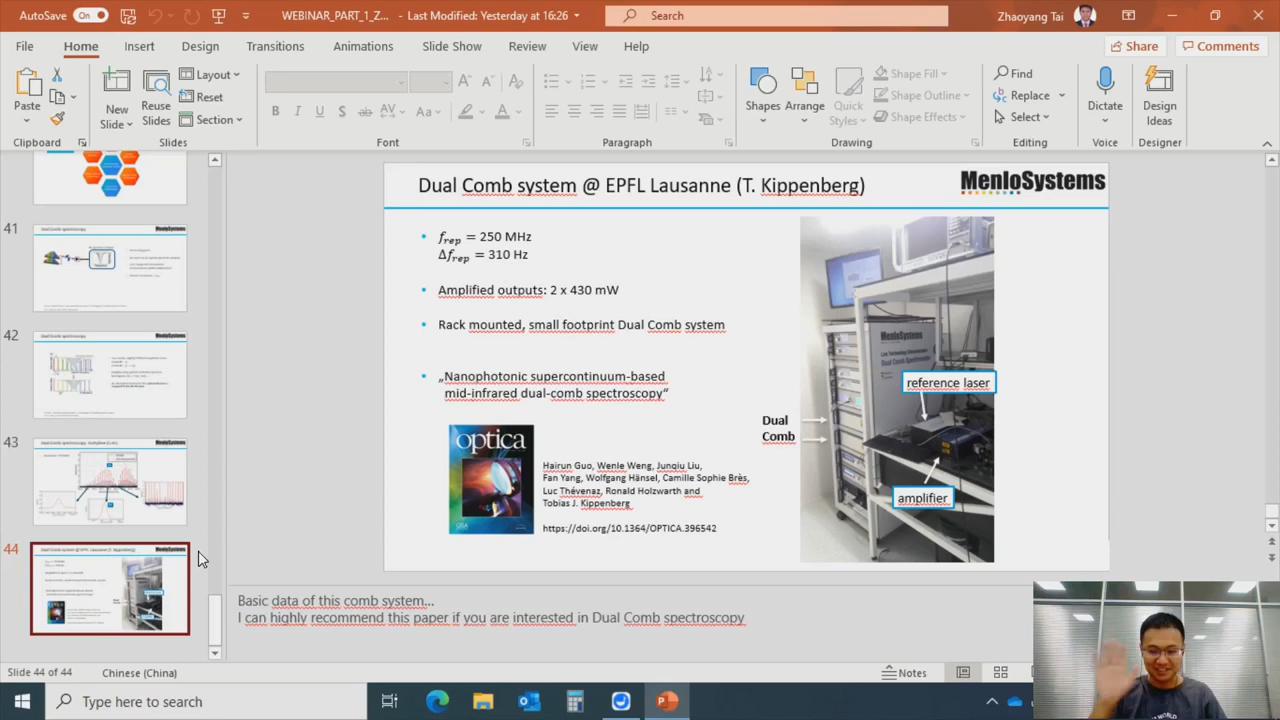 AutoSave On WEBINAR_PART_1_Z... - Last Modified: Yesterday at 16:26 Search Zhaoyang Tai
File Home Insert Design Transitions Animations Slide Show Review View Help Share Comments
Paste
Clipboard
New Slide
Reuse Slides
Layout
Reset
Section
Slides
B I U S ab AV Aa A
Font
Paragraph
Shapes
Arrange
Quick Styles
Shape Fill
Shape Outline
Shape Effects
Drawing
Find
Replace
Select
Editing
Dictate
Voice
Design Ideas
Designer
41
42
43
44
Dual Comb system @ EPFL Lausanne (T. Kippenberg)
MenloSystems
• f_rep = 250 MHz
Δf_rep = 310 Hz
• Amplified outputs: 2 x 430 mW
• Rack mounted, small footprint Dual Comb system
• „Nanophotonic supercontinuum-based
mid-infrared dual-comb spectroscopy“
optica
Hairun Guo, Wenle Weng, Junqiu Liu,
Fan Yang, Wolfgang Hänsel, Camille Sophie Brès,
Luc Thévenaz, Ronald Holzwarth and
Tobias J. Kippenberg
https://doi.org/10.1364/OPTICA.396542
MenloSystems
Dual Comb
reference laser
amplifier
Basic data of this comb system...
I can highly recommend this paper if you are interested in Dual Comb spectroscopy
Slide 44 of 44 Chinese (China) Notes
Type here to search